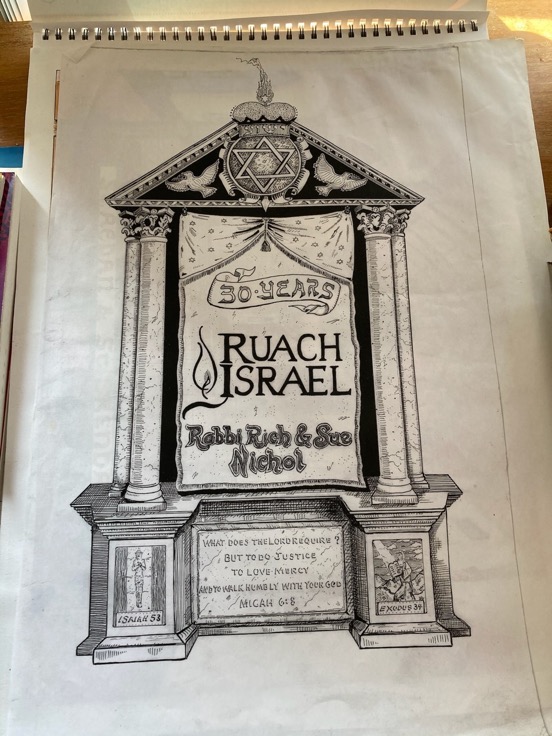 30·YEARS
RUACH
ISRAEL
Rabbi Rich & Sue
Nichol
WHAT DOES THE LORD REQUIRE?
BUT TO DO JUSTICE
TO LOVE MERCY
AND TO WALK HUMBLY WITH YOUR GOD
MICAH 6:8
ISAIAH 53
EXODUS 34